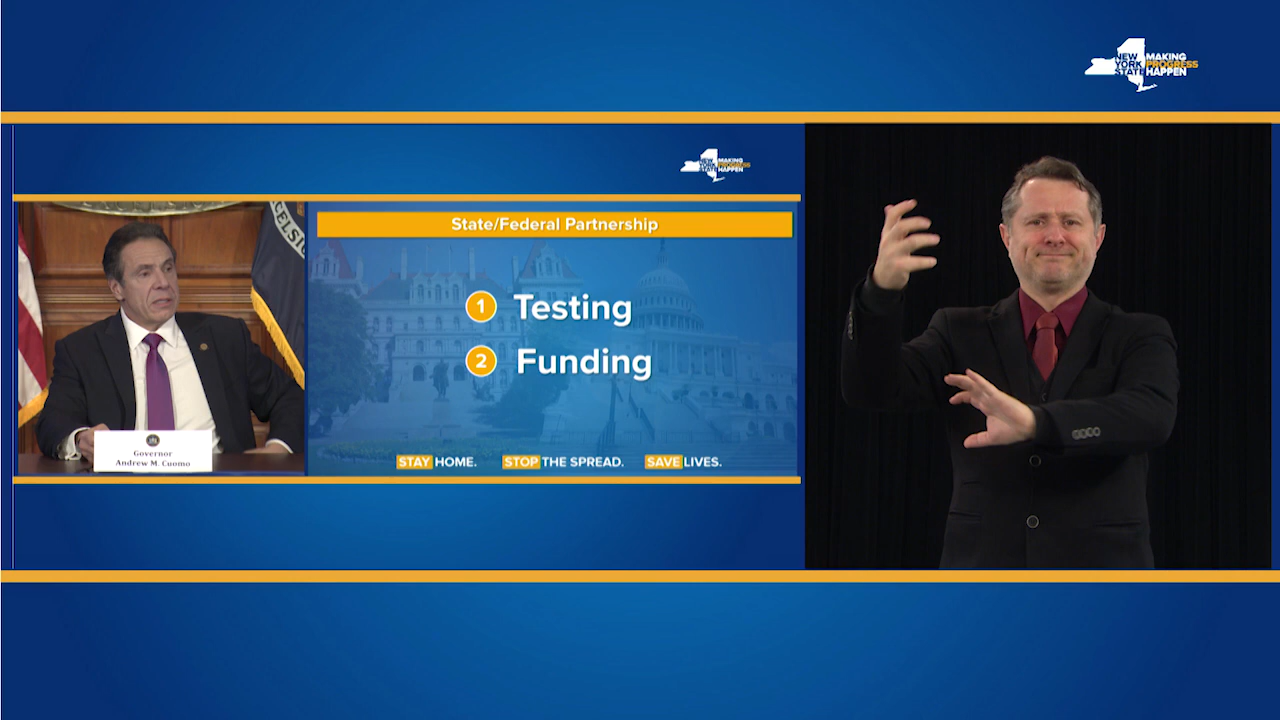 NEW
YORK
STATE
MAKING
PROGRESS
HAPPEN
NEW
YORK
STATE
MAKING
PROGRESS
HAPPEN
State/Federal Partnership
1 Testing
2 Funding
STAY HOME. STOP THE SPREAD. SAVE LIVES.
Governor
Andrew M. Cuomo